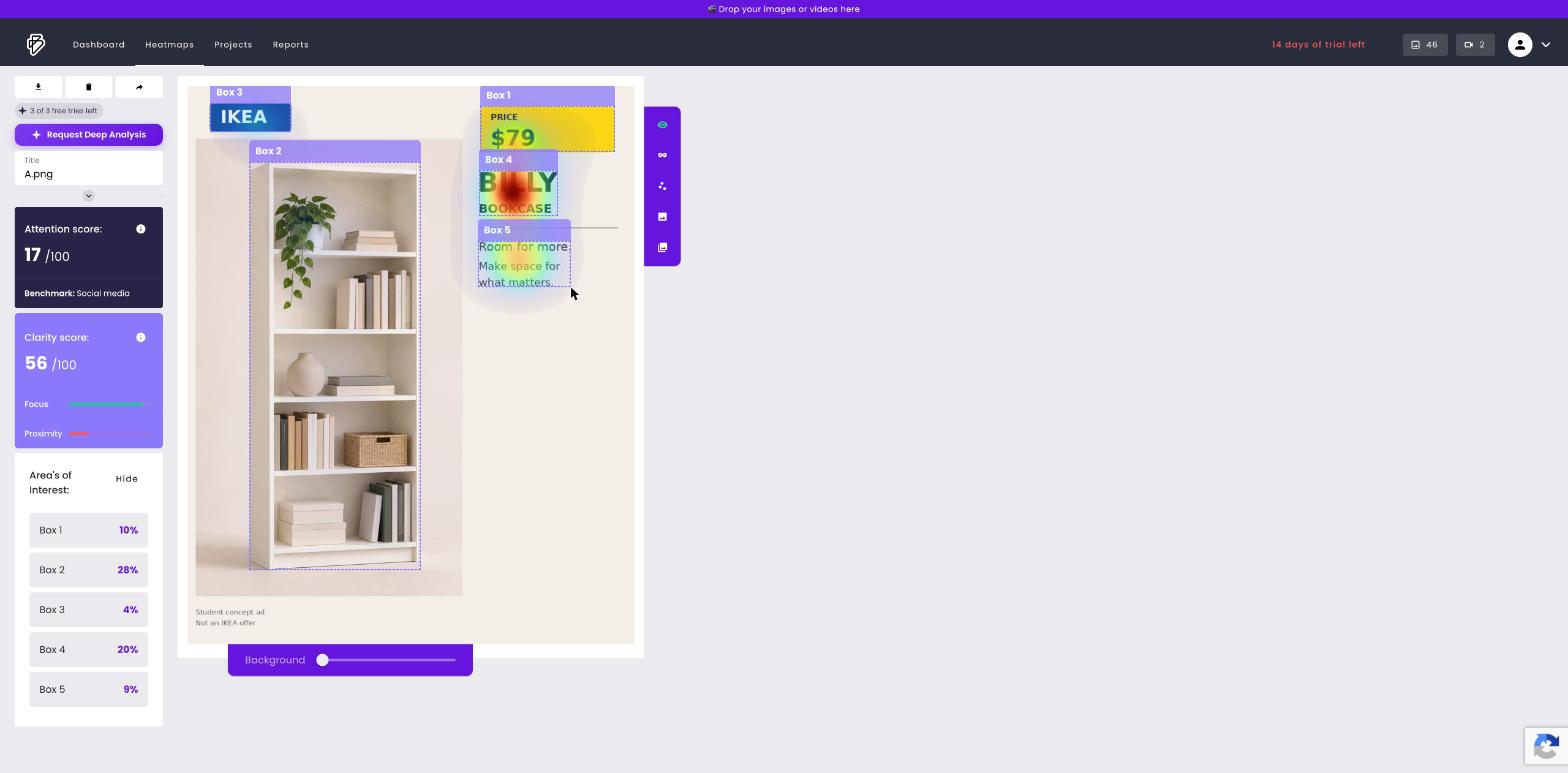 🎬 Drop your images or videos here
Dashboard
Heatmaps
Projects
Reports
14 days of trial left
46
2
3 of 3 free tries left
Request Deep Analysis
Title
A.png
Attention score:
17 /100
Benchmark: Social media
Clarity score:
56 /100
Focus
Proximity
Area's of
Interest:
Hide
Box 1 10%
Box 2 28%
Box 3 4%
Box 4 20%
Box 5 9%
Box 3
IKEA
Box 2
Box 1
PRICE
$79
Box 4
BILLY
BOOKCASE
Box 5
Room for more.
Make space for
what matters.
Student concept ad
Not an IKEA offer
Background